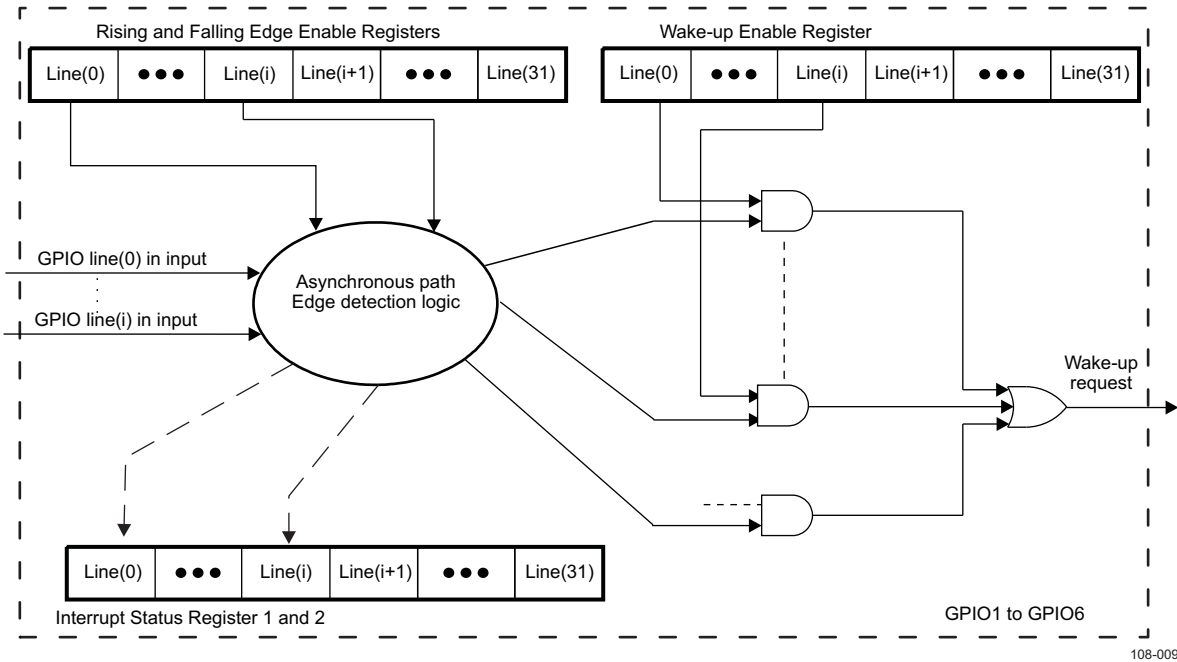 Rising and Falling Edge Enable Registers
Wake-up Enable Register
Line(0) ●●● Line(i) Line(i+1) ●●● Line(31)
Line(0) ●●● Line(i) Line(i+1) ●●● Line(31)
GPIO line(0) in input
GPIO line(i) in input
Asynchronous path
Edge detection logic
Wake-up
request
Line(0) ●●● Line(i) Line(i+1) ●●● Line(31)
Interrupt Status Register 1 and 2
GPIO1 to GPIO6
108-009